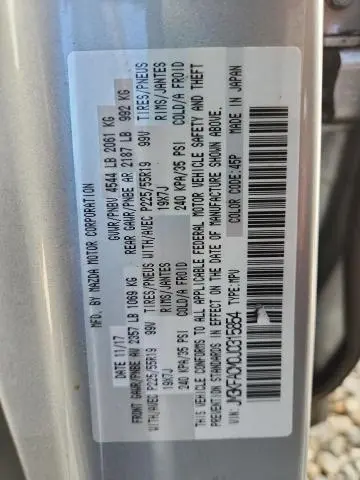 MFD. BY MAZDA MOTOR CORPORATION
DATE 11/17 GVWR/PNBV 4544 LB 2061 KG
FRONT GAWR/PNBE AV 2357 LB 1069 KG REAR GAWR/PNBE AR 2187 LB 992 KG
WITH/AVEC P225/55R19 99V TIRES/PNEUS WITH/AVEC P225/55R19 99V TIRES/PNEUS
19X7J RIMS/JANTES 19X7J RIMS/JANTES
240 KPA/35 PSI COLD/A FROID 240 KPA/35 PSI COLD/A FROID
THIS VEHICLE CONFORMS TO ALL APPLICABLE FEDERAL MOTOR VEHICLE SAFETY AND THEFT
PREVENTION STANDARDS IN EFFECT ON THE DATE OF MANUFACTURE SHOWN ABOVE.
VIN: TYPE:MPV COLOR CODE:45P MADE IN JAPAN